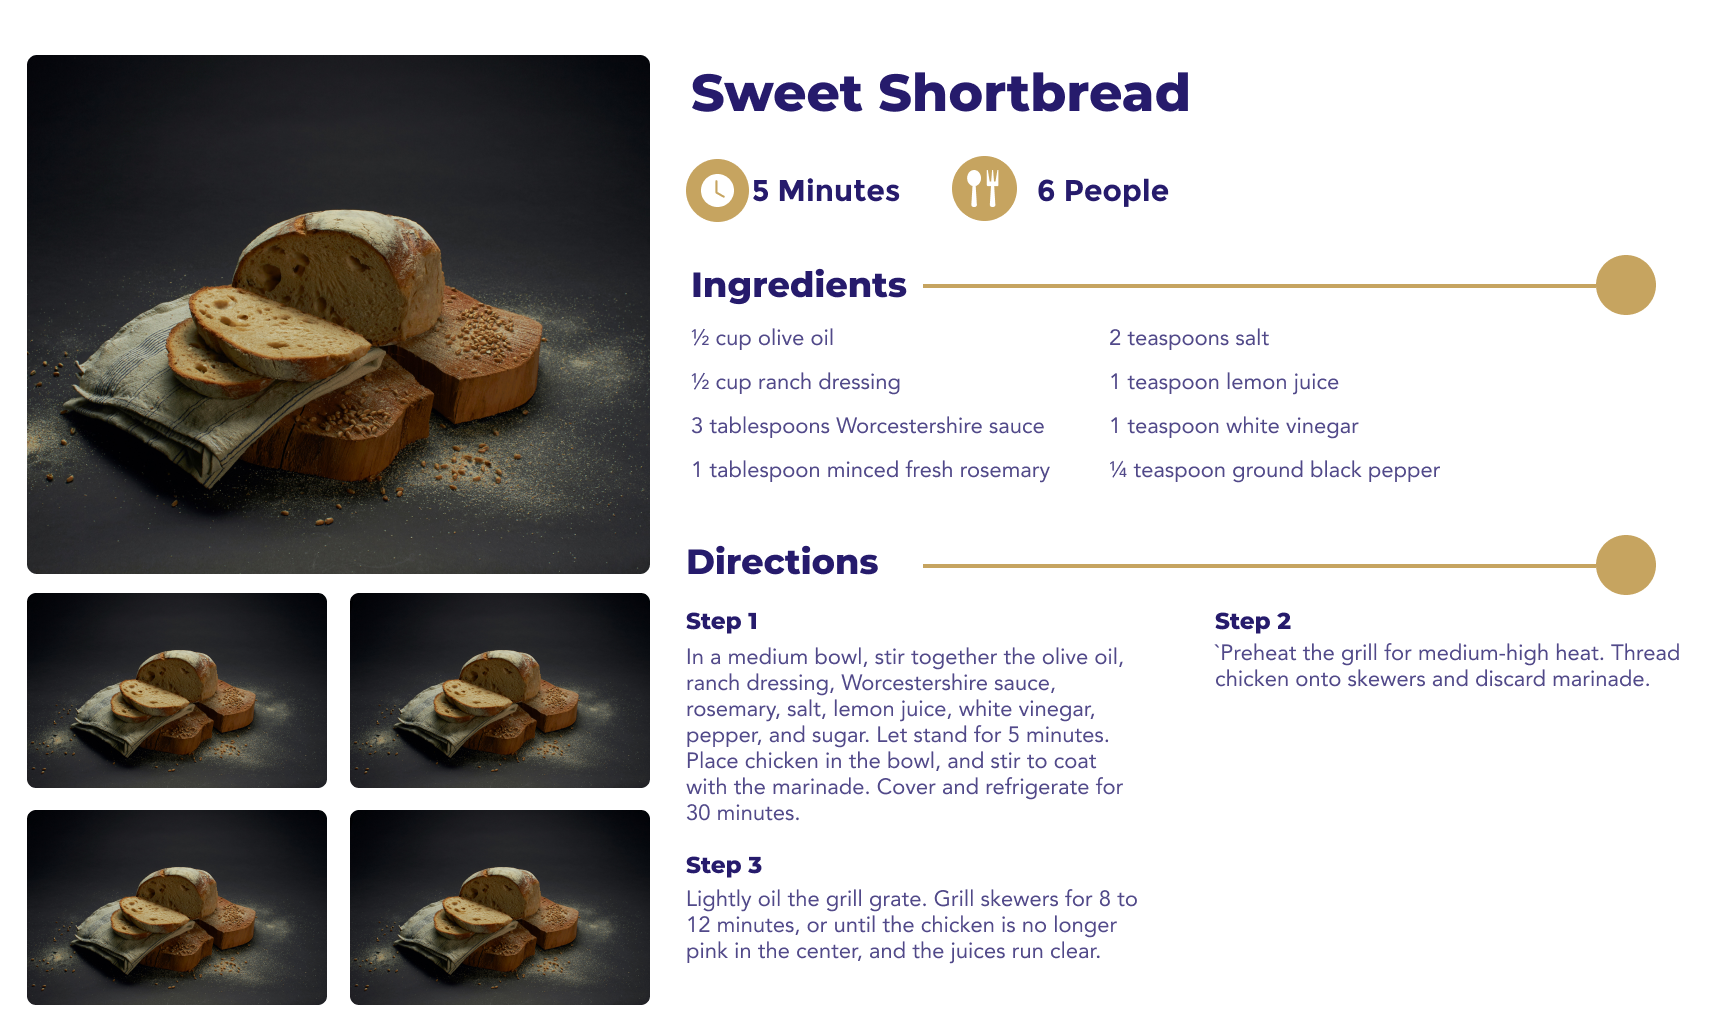 Sweet Shortbread
5 Minutes
6 People
Ingredients
½ cup olive oil
½ cup ranch dressing
3 tablespoons Worcestershire sauce
1 tablespoon minced fresh rosemary
2 teaspoons salt
1 teaspoon lemon juice
1 teaspoon white vinegar
¼ teaspoon ground black pepper
Directions
Step 1
In a medium bowl, stir together the olive oil,
ranch dressing, Worcestershire sauce,
rosemary, salt, lemon juice, white vinegar,
pepper, and sugar. Let stand for 5 minutes.
Place chicken in the bowl, and stir to coat
with the marinade. Cover and refrigerate for
30 minutes.
Step 2
`Preheat the grill for medium-high heat. Thread
chicken onto skewers and discard marinade.
Step 3
Lightly oil the grill grate. Grill skewers for 8 to
12 minutes, or until the chicken is no longer
pink in the center, and the juices run clear.